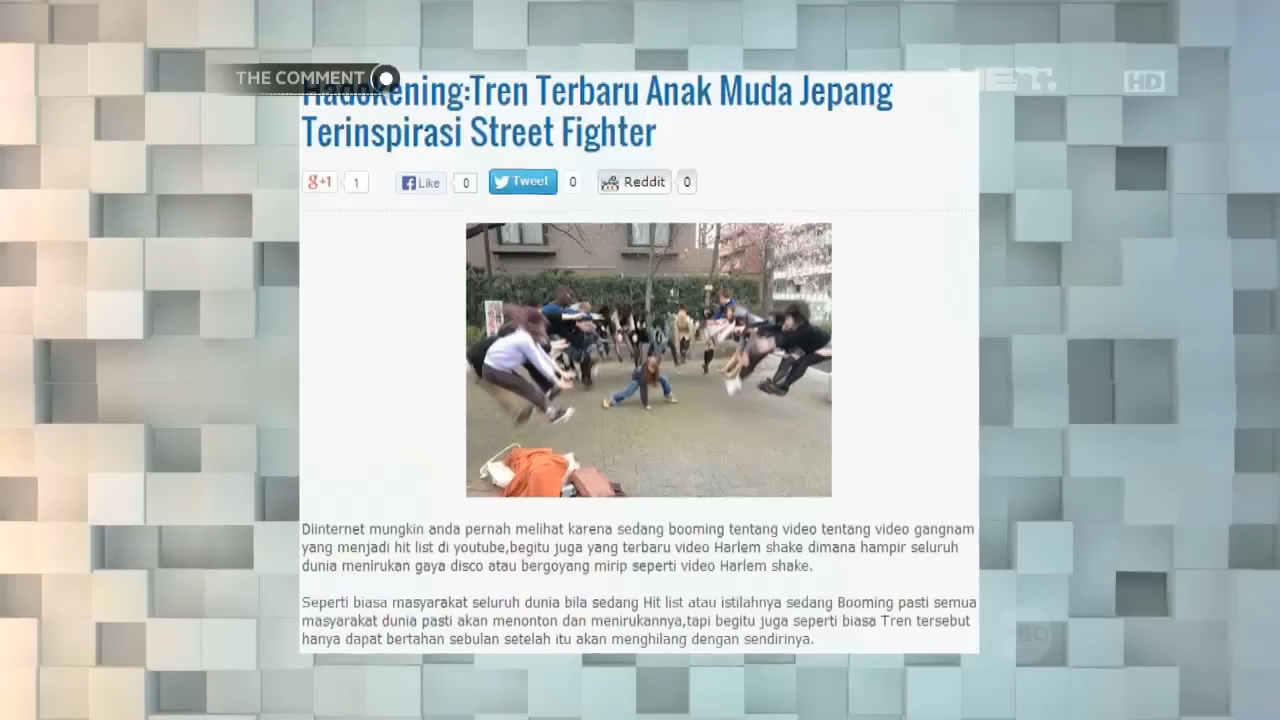 THE COMMENT
NET.
HD
Hadokening:Tren Terbaru Anak Muda Jepang
Terinspirasi Street Fighter
g+1 1 Like 0 Tweet 0 Reddit 0
Diinternet mungkin anda pernah melihat karena sedang booming tentang video tentang video gangnam
yang menjadi hit list di youtube,begitu juga yang terbaru video Harlem shake dimana hampir seluruh
dunia menirukan gaya disco atau bergoyang mirip seperti video Harlem shake.
Seperti biasa masyarakat seluruh dunia bila sedang Hit list atau istilahnya sedang Booming pasti semua
masyarakat dunia pasti akan menonton dan menirukannya,tapi begitu juga seperti biasa Tren tersebut
hanya dapat bertahan sebulan setelah itu akan menghilang dengan sendirinya.